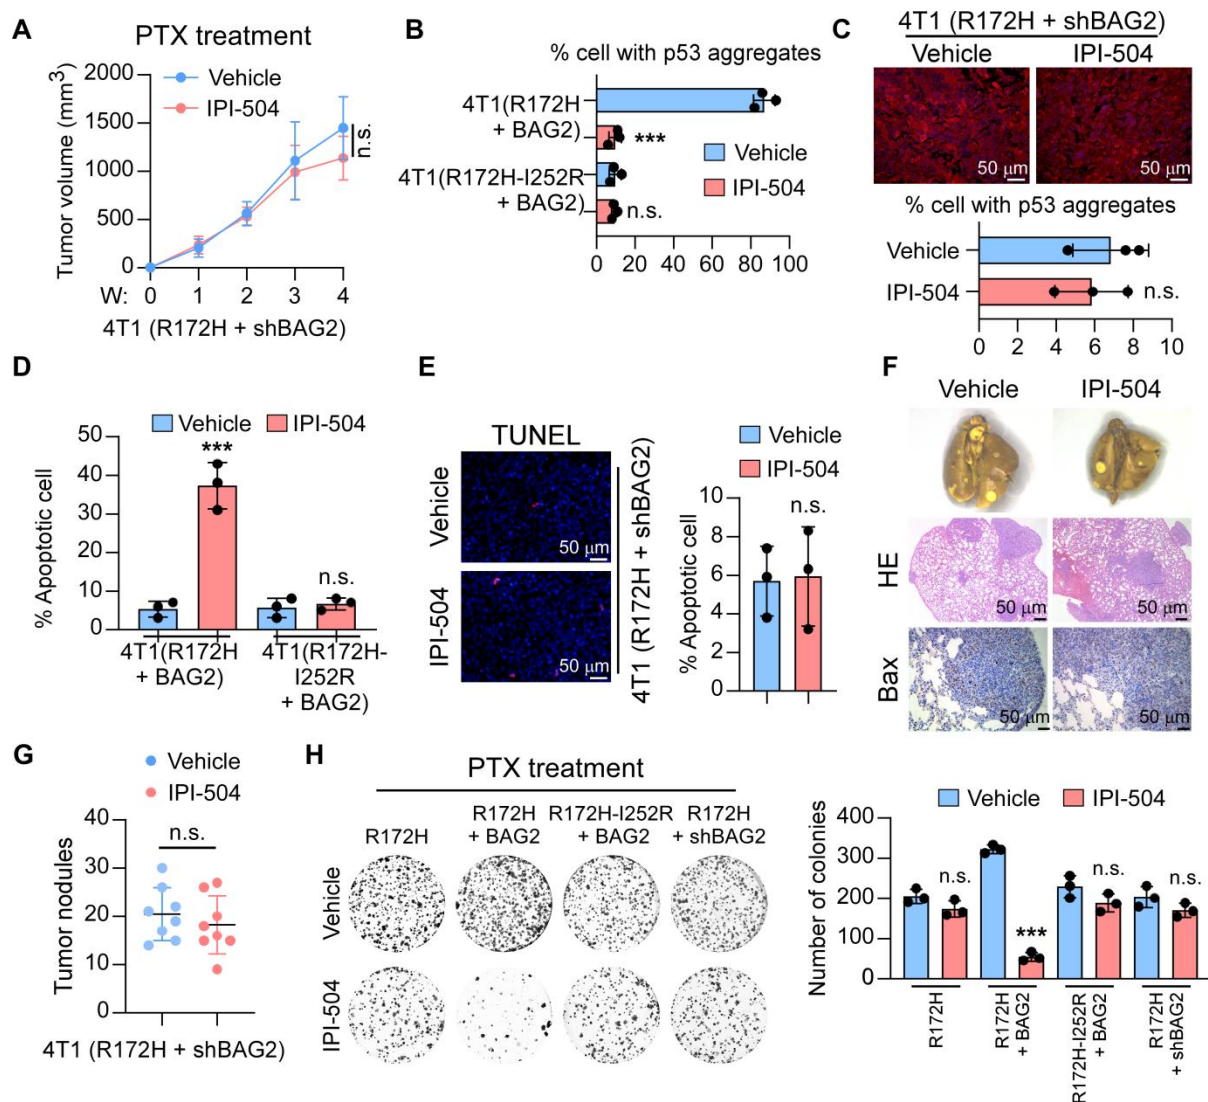 A
PTX treatment
Vehicle
IPI-504
Tumor volume (mm³)
2000
1500
1000
500
0
n.s.
W: 0 1 2 3 4
4T1 (R172H + shBAG2)
B
% cell with p53 aggregates
4T1(R172H
+ BAG2)
***
4T1(R172H-I252R
+ BAG2)
n.s.
Vehicle
IPI-504
0 20 40 60 80 100
C
4T1 (R172H + shBAG2)
Vehicle IPI-504
50 μm 50 μm
% cell with p53 aggregates
Vehicle
IPI-504
n.s.
0 2 4 6 8 10
D
Vehicle IPI-504
% Apoptotic cell
50
40
30
20
10
0
***
n.s.
4T1(R172H
+ BAG2)
4T1(R172H-
I252R
+ BAG2)
E
TUNEL
Vehicle
50 μm
IPI-504
50 μm
4T1 (R172H + shBAG2)
Vehicle
IPI-504
% Apoptotic cell
10
8
6
4
2
0
n.s.
F
Vehicle IPI-504
HE
50 μm 50 μm
Bax
50 μm 50 μm
G
Vehicle
IPI-504
Tumor nodules
40
30
20
10
0
n.s.
4T1 (R172H + shBAG2)
H
PTX treatment
R172H
R172H
+ BAG2
R172H-I252R
+ BAG2
R172H
+ shBAG2
Vehicle
IPI-504
Vehicle IPI-504
Number of colonies
400
300
200
100
0
n.s.
***
n.s.
n.s.
R172H
R172H
+ BAG2
R172H-I252R
+ BAG2
R172H
+ shBAG2